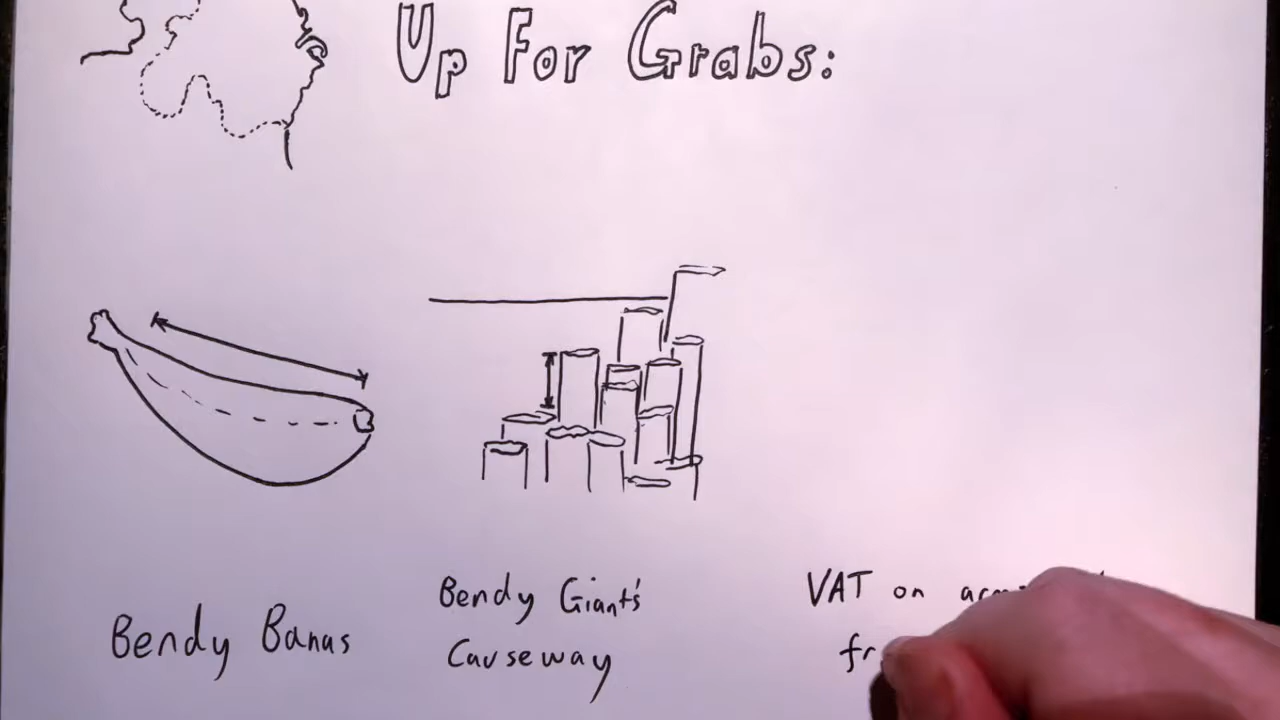 Up For Grabs:
Bendy Banas
Bendy Giant's
Causeway
VAT on